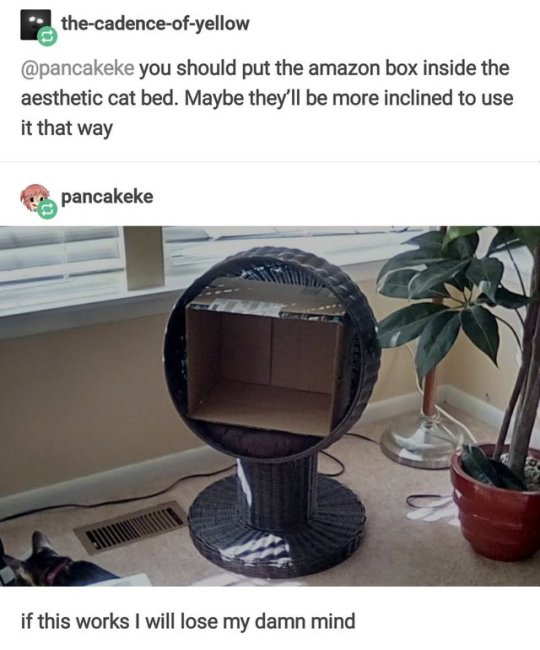 the-cadence-of-yellow
@pancakeke you should put the amazon box inside the
aesthetic cat bed. Maybe they'll be more inclined to use
it that way
pancakeke
if this works I will lose my damn mind